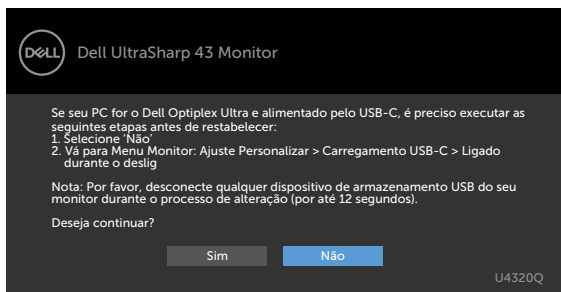 DELL
Dell UltraSharp 43 Monitor
Se seu PC for o Dell Optiplex Ultra e alimentado pelo USB-C, é preciso executar as
seguintes etapas antes de restabelecer:
1. Selecione ‘Não’
2. Vá para Menu Monitor: Ajuste Personalizar > Carregamento USB-C > Ligado
durante o deslig
Nota: Por favor, desconecte qualquer dispositivo de armazenamento USB do seu
monitor durante o processo de alteração (por até 12 segundos).
Deseja continuar?
Sim Não
U4320Q